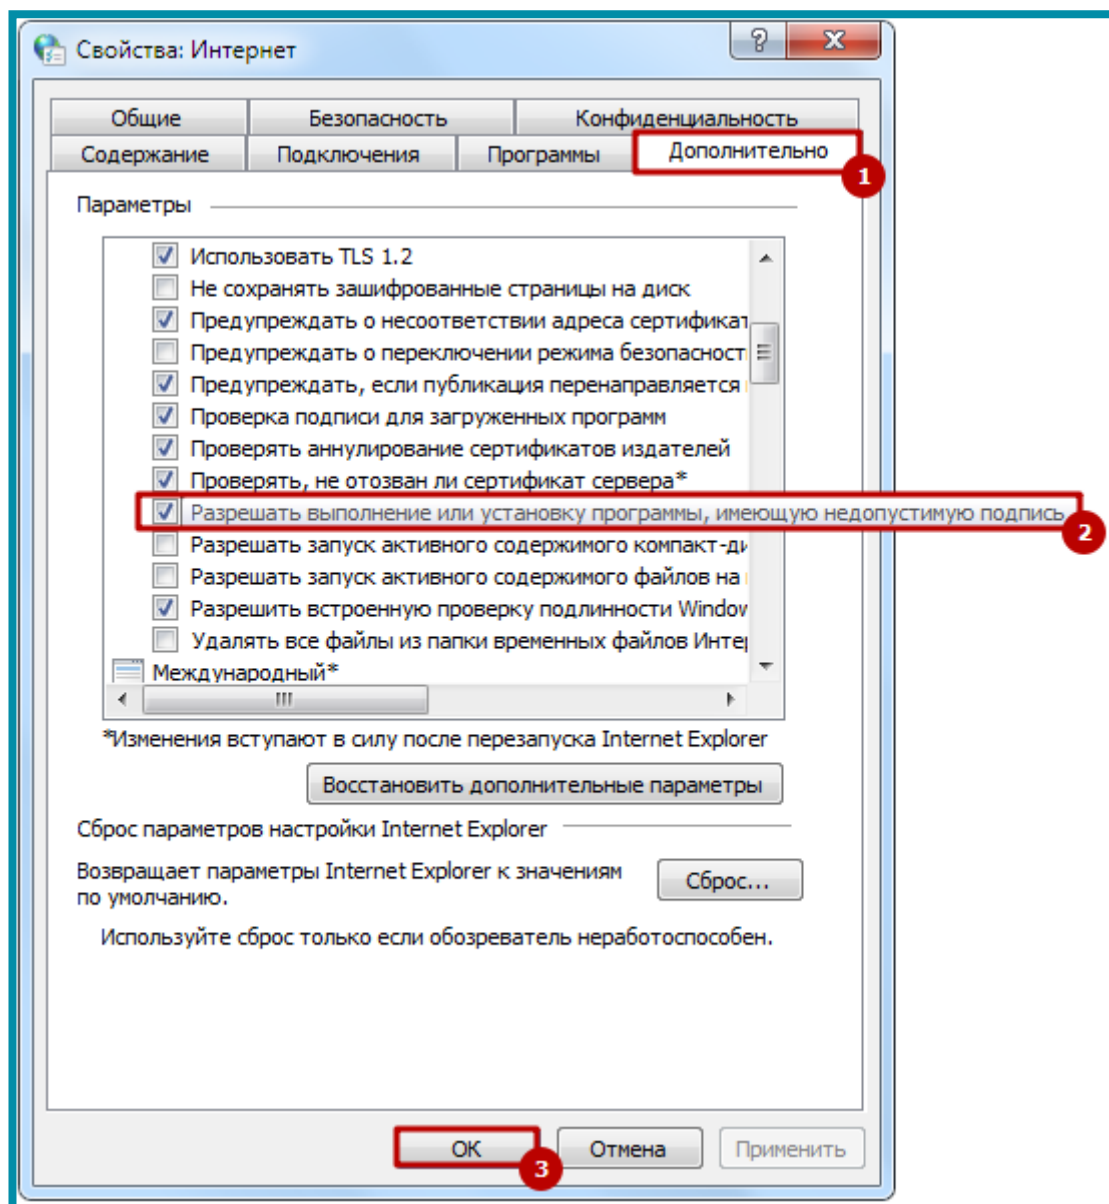 Свойства: Интернет
Общие Безопасность Конфиденциальность
Содержание Подключения Программы Дополнительно
1
Параметры
Использовать TLS 1.2
Не сохранять зашифрованные страницы на диск
Предупреждать о несоответствии адреса сертификат
Предупреждать о переключении режима безопасност
Предупреждать, если публикация перенаправляется
Проверка подписи для загруженных программ
Проверять аннулирование сертификатов издателей
Проверять, не отозван ли сертификат сервера*
Разрешать выполнение или установку программы, имеющую недопустимую подпись
2
Разрешать запуск активного содержимого компакт-ди
Разрешать запуск активного содержимого файлов на
Разрешить встроенную проверку подлинности Window
Удалять все файлы из папки временных файлов Интер
Международный*
*Изменения вступают в силу после перезапуска Internet Explorer
Восстановить дополнительные параметры
Сброс параметров настройки Internet Explorer
Возвращает параметры Internet Explorer к значениям
по умолчанию.
Сброс...
Используйте сброс только если обозреватель неработоспособен.
OK Отмена Применить
3